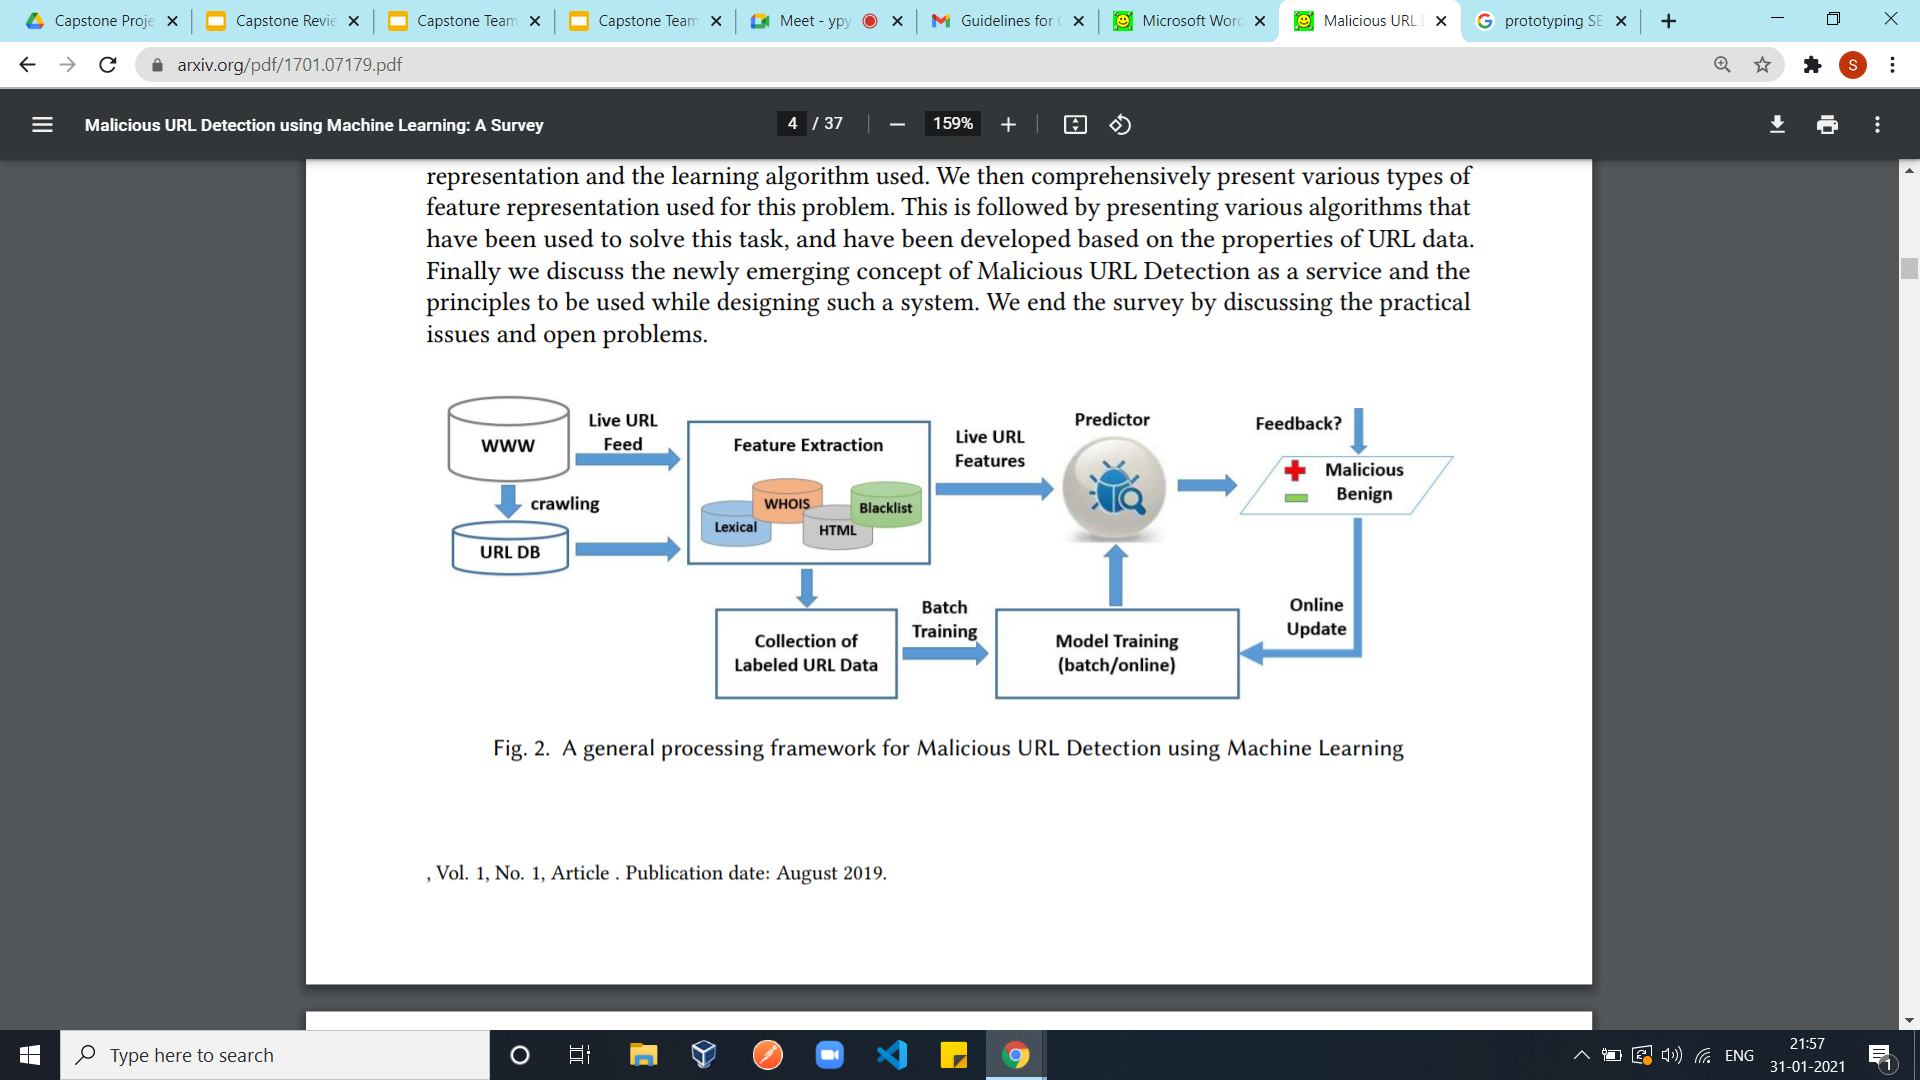 Capstone Proje
Capstone Revie
Capstone Team
Capstone Team
Meet - ypy
Guidelines for
Microsoft Word
Malicious URL
prototyping SE
arxiv.org/pdf/1701.07179.pdf
S
Malicious URL Detection using Machine Learning: A Survey
4 / 37
159%
representation and the learning algorithm used. We then comprehensively present various types of
feature representation used for this problem. This is followed by presenting various algorithms that
have been used to solve this task, and have been developed based on the properties of URL data.
Finally we discuss the newly emerging concept of Malicious URL Detection as a service and the
principles to be used while designing such a system. We end the survey by discussing the practical
issues and open problems.
WWW
Live URL
Feed
crawling
URL DB
Feature Extraction
Lexical
WHOIS
HTML
Blacklist
Live URL
Features
Predictor
Feedback?
Malicious
Benign
Collection of
Labeled URL Data
Batch
Training
Model Training
(batch/online)
Online
Update
Fig. 2. A general processing framework for Malicious URL Detection using Machine Learning
, Vol. 1, No. 1, Article . Publication date: August 2019.
Type here to search
ENG
21:57
31-01-2021
1